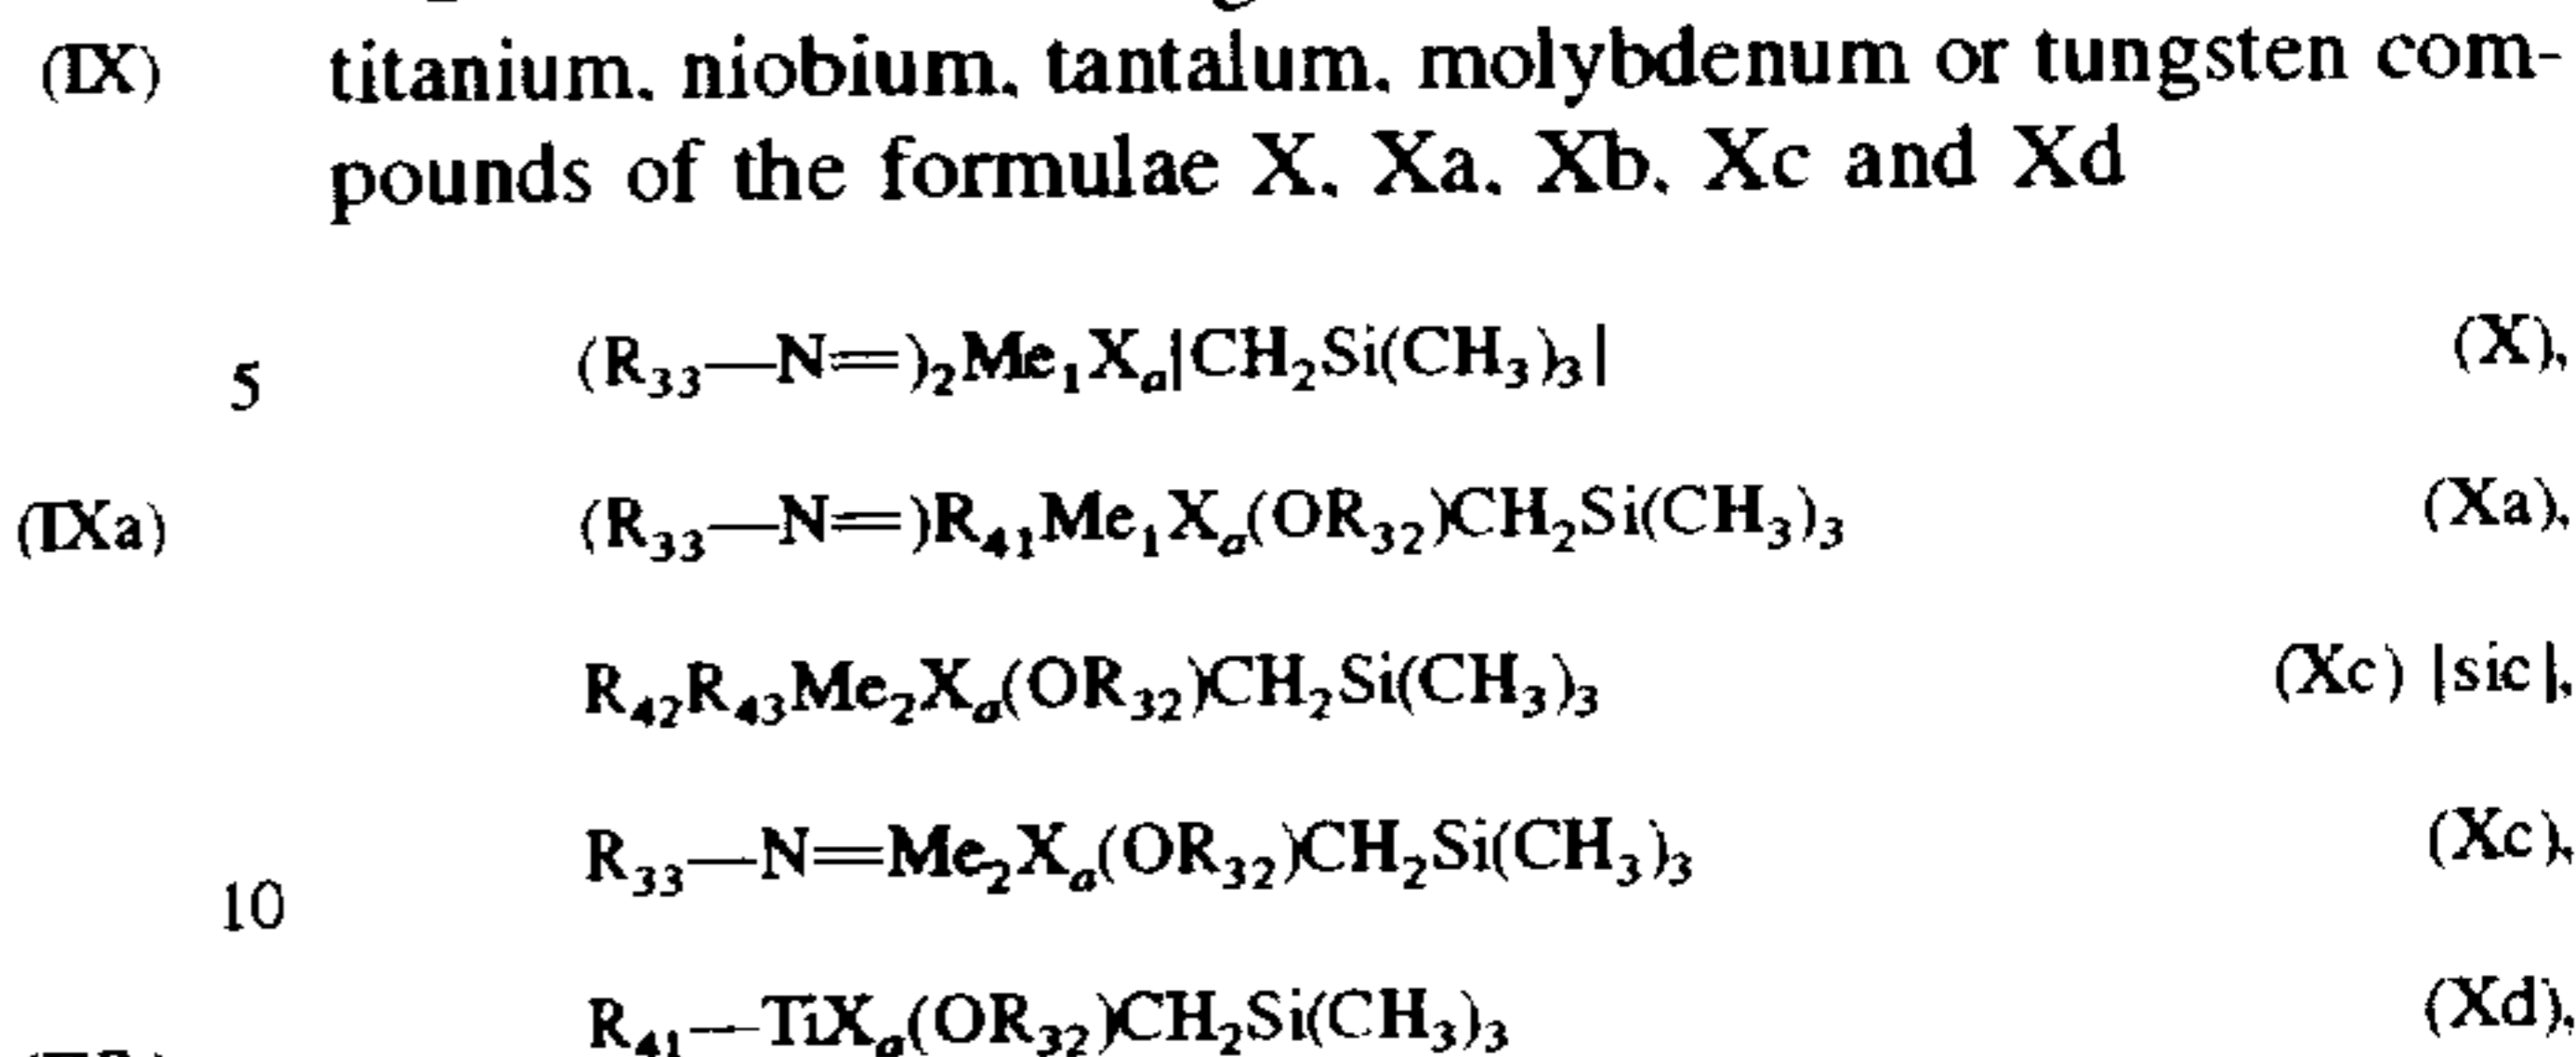 (IX) titanium, niobium, tantalum, molybdenum or tungsten com-
pounds of the formulae X, Xa, Xb, Xc and Xd
5 (R₃₃—N=)₂Me₁Xₐ|CH₂Si(CH₃)₃| (X),
(IXa) (R₃₃—N=)R₄₁Me₁Xₐ(OR₃₂)CH₂Si(CH₃)₃ (Xa),
R₄₂R₄₃Me₂Xₐ(OR₃₂)CH₂Si(CH₃)₃ (Xc) |sic|,
R₃₃—N=Me₂Xₐ(OR₃₂)CH₂Si(CH₃)₃ (Xc),
10
R₄₁—TiXₐ(OR₃₂)CH₂Si(CH₃)₃ (Xd),